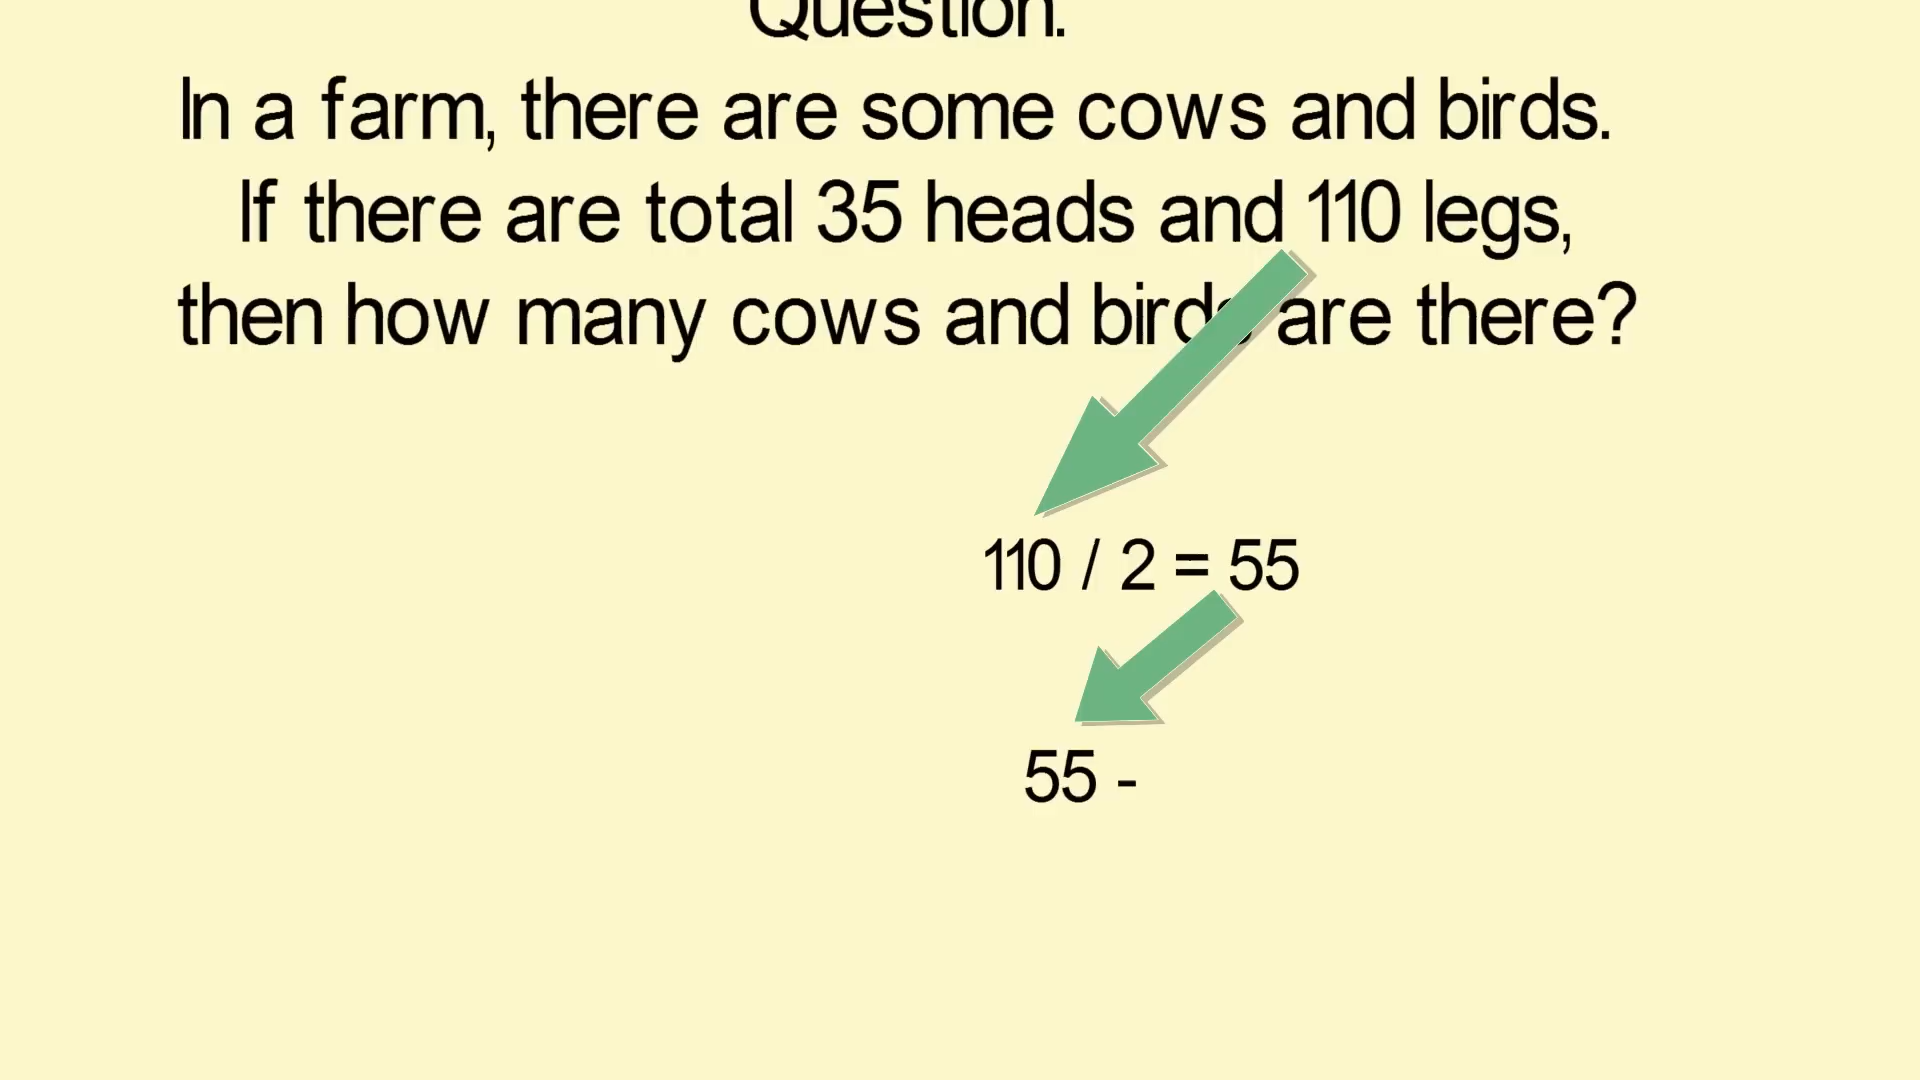 Question.
In a farm, there are some cows and birds.
If there are total 35 heads and 110 legs,
then how many cows and birds are there?
110 / 2 = 55
55 -